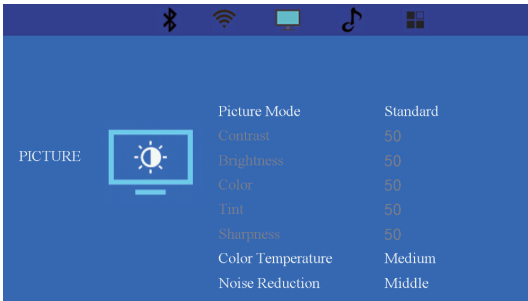 Picture Mode Standard
Contrast 50
Brightness 50
PICTURE
Color 50
Tint 50
Sharpness 50
Color Temperature Medium
Noise Reduction Middle